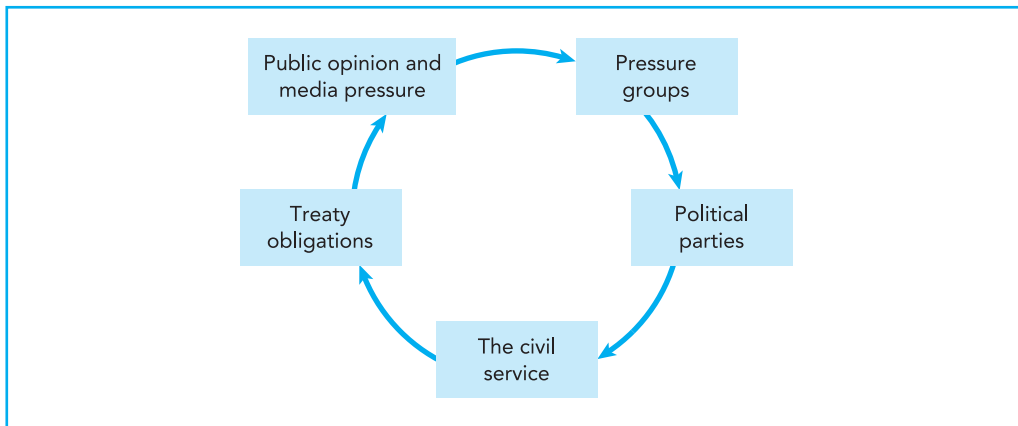 Public opinion and
media pressure
Pressure
groups
Political
parties
The civil
service
Treaty
obligations